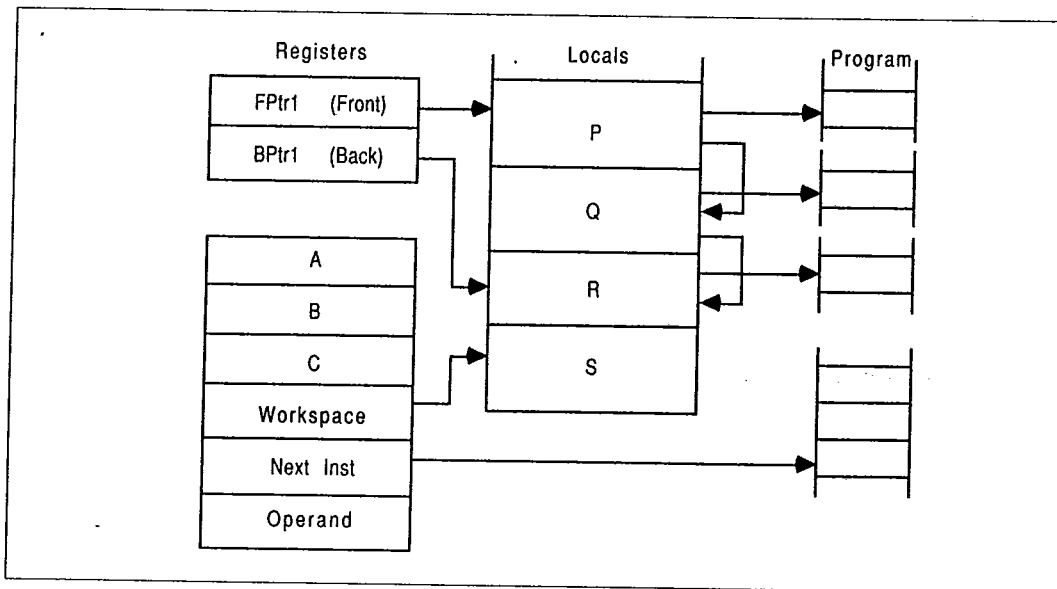 Registers
FPtr1 (Front)
BPtr1 (Back)
A
B
C
Workspace
Next Inst
Operand
Locals
P
Q
R
S
Program